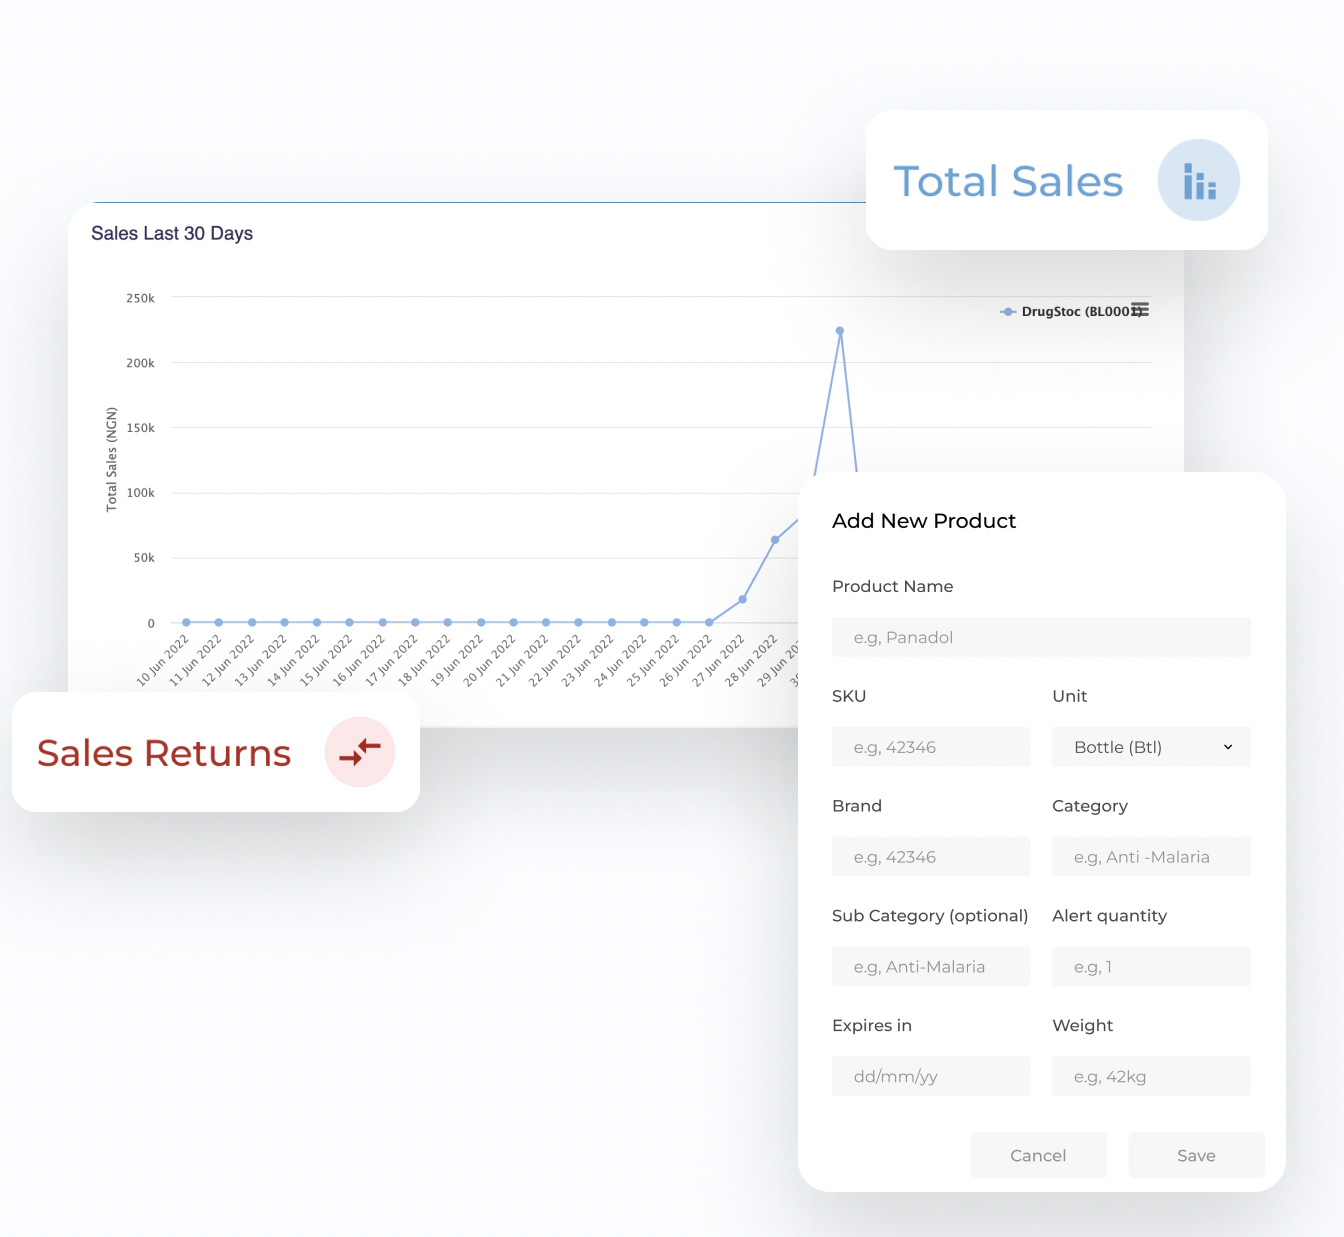 Total Sales
Sales Last 30 Days
250k
DrugStoc (BL0001)
200k
150k
100k
50k
0
Total Sales (NGN)
10 Jun 2022
11 Jun 2022
12 Jun 2022
13 Jun 2022
14 Jun 2022
15 Jun 2022
16 Jun 2022
17 Jun 2022
18 Jun 2022
19 Jun 2022
20 Jun 2022
21 Jun 2022
22 Jun 2022
23 Jun 2022
24 Jun 2022
25 Jun 2022
26 Jun 2022
27 Jun 2022
28 Jun 2022
29 Jun 202
Sales Returns
Add New Product
Product Name
e.g, Panadol
SKU
Unit
e.g, 42346
Bottle (Btl)
Brand
Category
e.g, 42346
e.g, Anti -Malaria
Sub Category (optional)
Alert quantity
e.g, Anti-Malaria
e.g, 1
Expires in
Weight
dd/mm/yy
e.g, 42kg
Cancel
Save